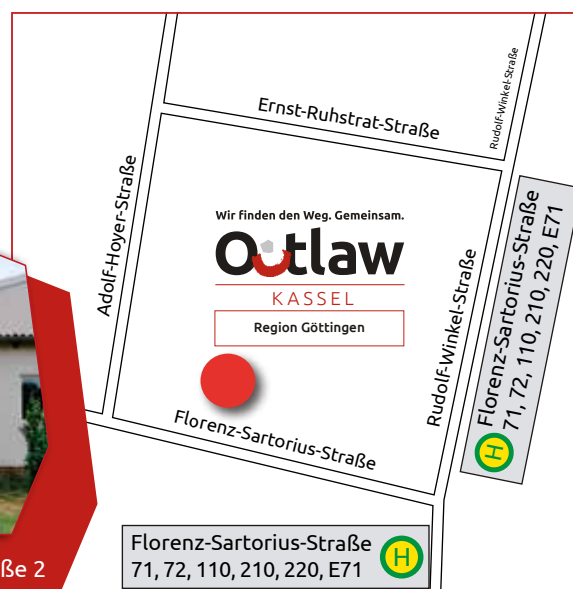 Rudolf-Winkel-Straße
Ernst-Ruhstrat-Straße
Adolf-Hoyer-Straße
Wir finden den Weg. Gemeinsam.
Outlaw
KASSEL
Region Göttingen
Rudolf-Winkel-Straße
Florenz-Sartorius-Straße
71, 72, 110, 210, 220, E71
H
Florenz-Sartorius-Straße
Florenz-Sartorius-Straße
71, 72, 110, 210, 220, E71
H
ße 2